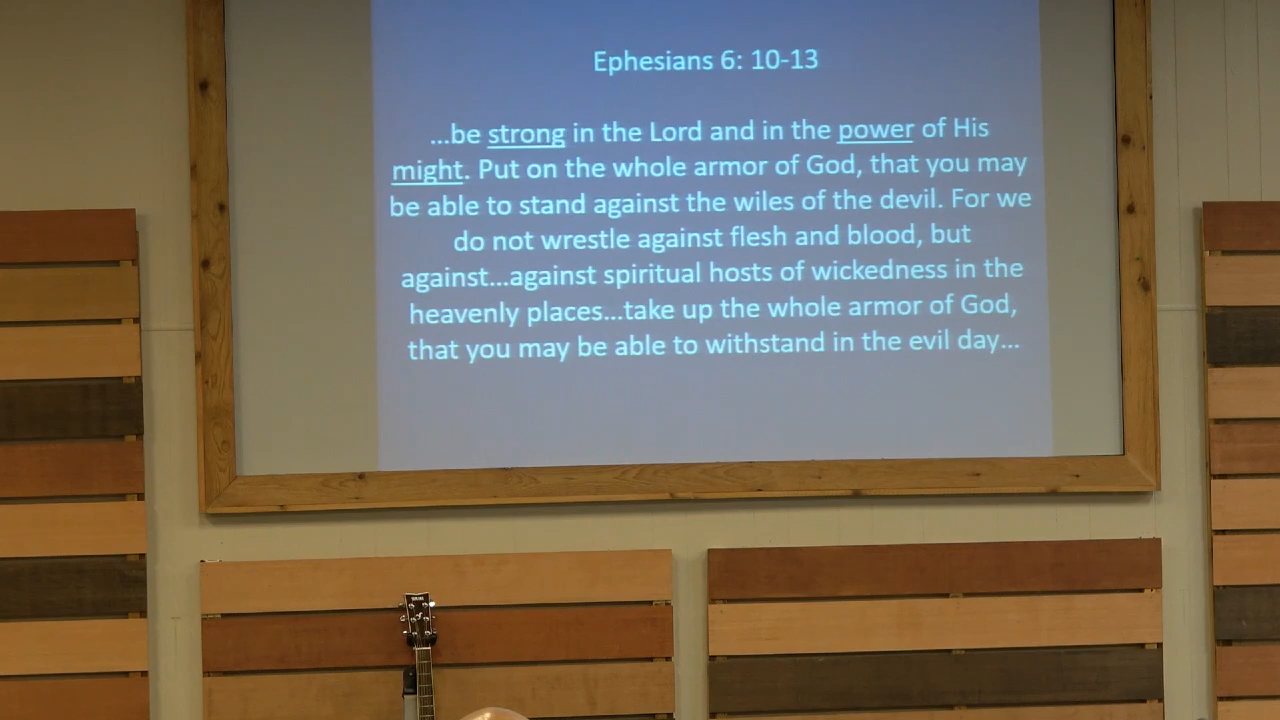 Ephesians 6: 10-13
...be strong in the Lord and in the power of His
might. Put on the whole armor of God, that you may
be able to stand against the wiles of the devil. For we
do not wrestle against flesh and blood, but
against...against spiritual hosts of wickedness in the
heavenly places...take up the whole armor of God,
that you may be able to withstand in the evil day...